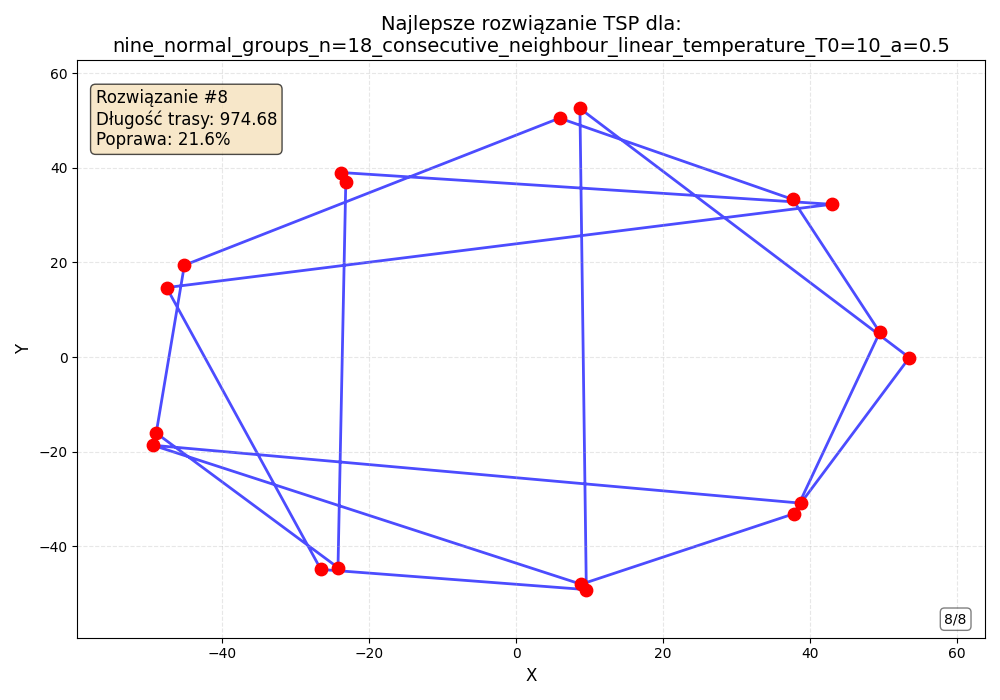 Najlepsze rozwiązanie TSP dla:
nine_normal_groups_n=18_consecutive_neighbour_linear_temperature_T0=10_a=0.5
Rozwiązanie #8
Długość trasy: 974.68
Poprawa: 21.6%
60
40
20
0
−20
−40
Y
8/8
−40
−20
0
20
40
60
X